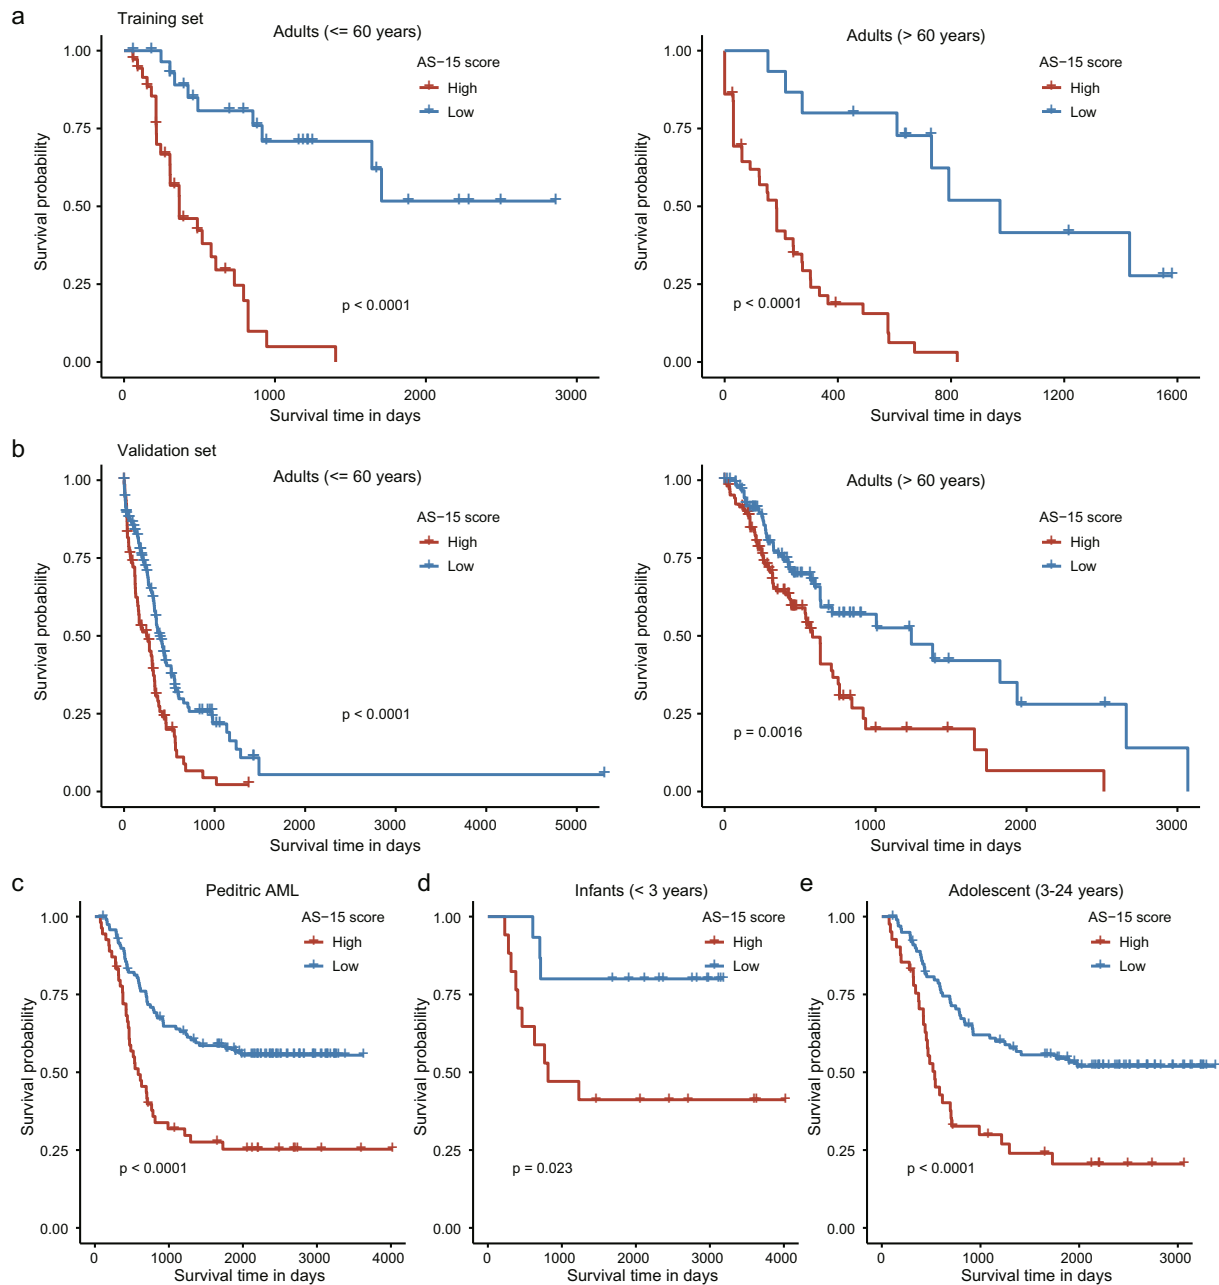 a
Training set
Adults (<= 60 years)
AS−15 score
High
Low
1.00
0.75
0.50
0.25
0.00
Survival probability
p < 0.0001
0 1000 2000 3000
Survival time in days
Adults (> 60 years)
AS−15 score
High
Low
1.00
0.75
0.50
0.25
0.00
Survival probability
p < 0.0001
0 400 800 1200 1600
Survival time in days
b
Validation set
Adults (<= 60 years)
AS−15 score
High
Low
1.00
0.75
0.50
0.25
0.00
Survival probability
p < 0.0001
0 1000 2000 3000 4000 5000
Survival time in days
Adults (> 60 years)
AS−15 score
High
Low
1.00
0.75
0.50
0.25
0.00
Survival probability
p = 0.0016
0 1000 2000 3000
Survival time in days
c
Peditric AML
AS−15 score
High
Low
1.00
0.75
0.50
0.25
0.00
Survival probability
p < 0.0001
0 1000 2000 3000 4000
Survival time in days
d
Infants (< 3 years)
AS−15 score
High
Low
1.00
0.75
0.50
0.25
0.00
Survival probability
p = 0.023
0 1000 2000 3000 4000
Survival time in days
e
Adolescent (3-24 years)
AS−15 score
High
Low
1.00
0.75
0.50
0.25
0.00
Survival probability
p < 0.0001
0 1000 2000 3000
Survival time in days